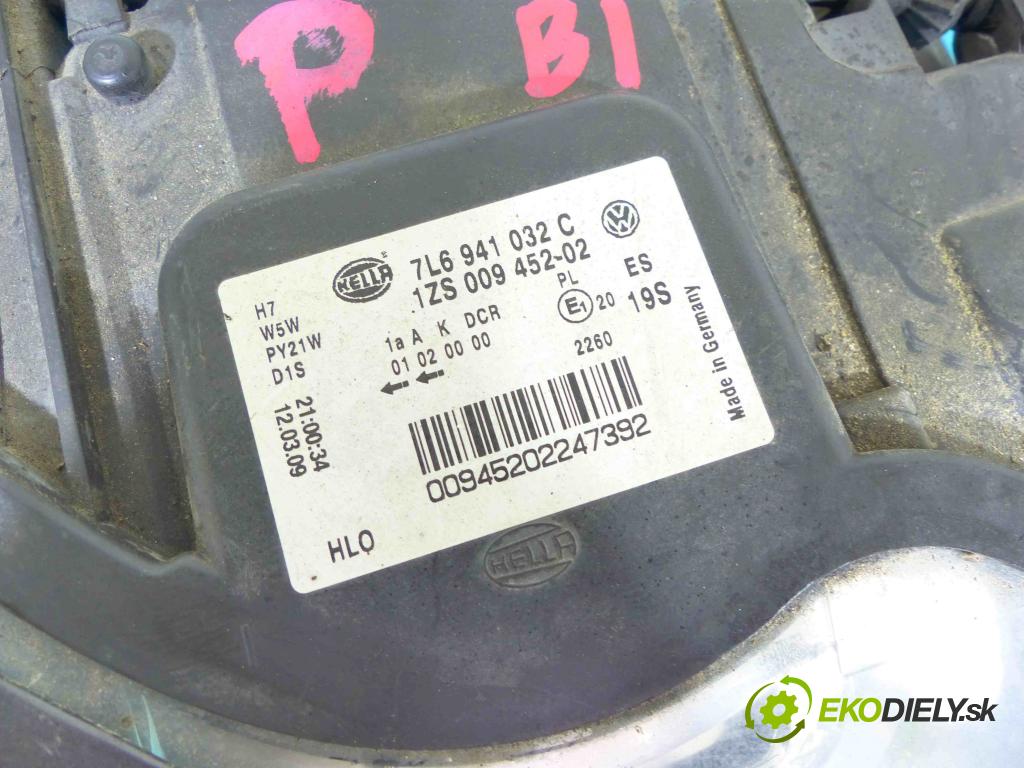 P B1
HELLA
7L6 941 032 C
1ZS 009 452-02
H7
W5W
PY21W
D1S
1a A K DCR
01 02 00 00
PL
E1 20
ES
19S
2260
Made in Germany
21:00:34
12.03.09
00945202247392
HLO
HELLA
EKODIELY.sk